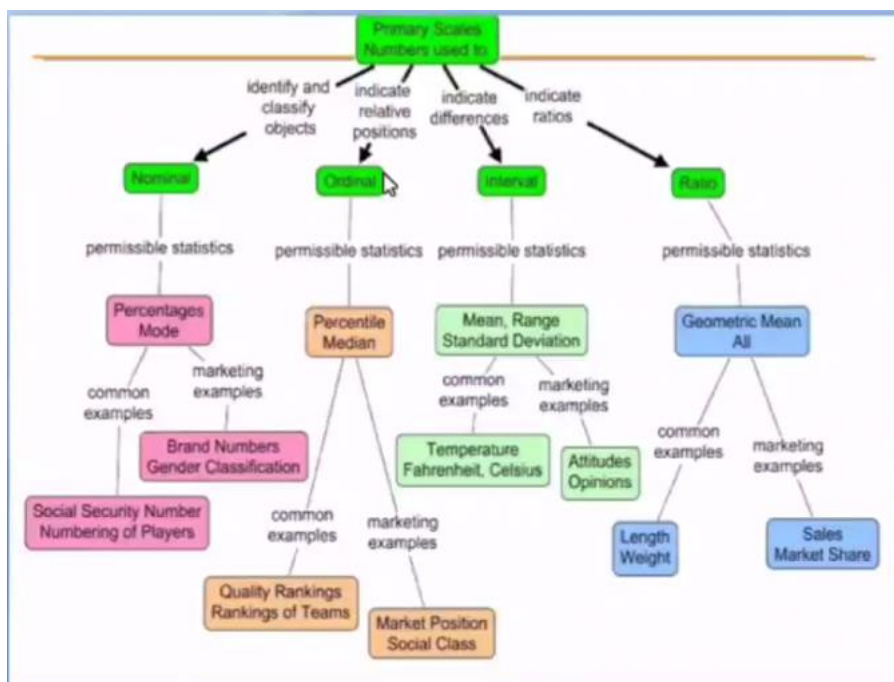 Primary Scales
Numbers used to
identify and
classify
objects
indicate
relative
positions
indicate
differences
indicate
ratios
Nominal
Ordinal
Interval
Ratio
permissible statistics
permissible statistics
permissible statistics
permissible statistics
Percentages
Mode
Percentile
Median
Mean, Range
Standard Deviation
Geometric Mean
All
common
examples
marketing
examples
common
examples
marketing
examples
common
examples
marketing
examples
Brand Numbers
Gender Classification
Temperature
Fahrenheit, Celsius
Attitudes
Opinions
Social Security Number
Numbering of Players
common
examples
marketing
examples
Length
Weight
Sales
Market Share
Quality Rankings
Rankings of Teams
Market Position
Social Class